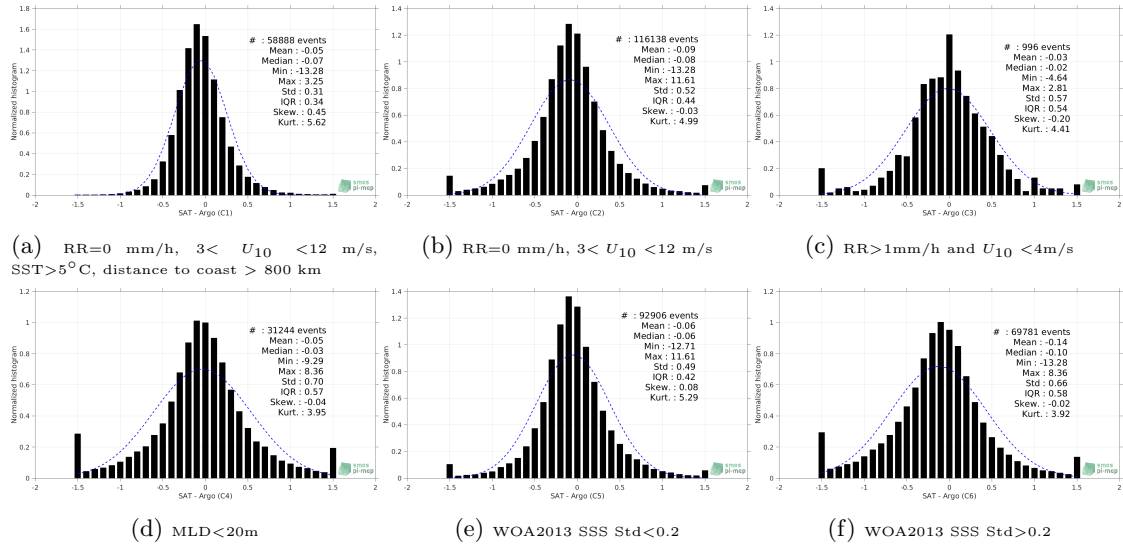 1.8
1.6
1.4
1.2
1
0.8
0.6
0.4
0.2
0
Normalized histogram
# : 58888 events
Mean : -0.05
Median : -0.07
Min : -13.28
Max : 3.25
Std : 0.31
IQR : 0.34
Skew. : 0.45
Kurt. : 5.62
smos
pi-mep
-2 -1.5 -1 -0.5 0 0.5 1 1.5 2
SAT - Argo (C1)
(a) RR=0 mm/h, 3< U10 <12 m/s,
SST>5°C, distance to coast > 800 km
1.4
1.2
1
0.8
0.6
0.4
0.2
0
Normalized histogram
# : 116138 events
Mean : -0.09
Median : -0.08
Min : -13.28
Max : 11.61
Std : 0.52
IQR : 0.44
Skew. : -0.03
Kurt. : 4.99
smos
pi-mep
-2 -1.5 -1 -0.5 0 0.5 1 1.5 2
SAT - Argo (C2)
(b) RR=0 mm/h, 3< U10 <12 m/s
1.4
1.2
1
0.8
0.6
0.4
0.2
0
Normalized histogram
# : 996 events
Mean : -0.03
Median : -0.02
Min : -4.64
Max : 2.81
Std : 0.57
IQR : 0.54
Skew. : -0.20
Kurt. : 4.41
smos
pi-mep
-2 -1.5 -1 -0.5 0 0.5 1 1.5 2
SAT - Argo (C3)
(c) RR>1mm/h and U10 <4m/s
1.2
1
0.8
0.6
0.4
0.2
0
Normalized histogram
# : 31244 events
Mean : -0.05
Median : -0.03
Min : -9.29
Max : 8.36
Std : 0.70
IQR : 0.57
Skew. : -0.04
Kurt. : 3.95
smos
pi-mep
-2 -1.5 -1 -0.5 0 0.5 1 1.5 2
SAT - Argo (C4)
(d) MLD<20m
1.4
1.2
1
0.8
0.6
0.4
0.2
0
Normalized histogram
# : 92906 events
Mean : -0.06
Median : -0.06
Min : -12.71
Max : 11.61
Std : 0.49
IQR : 0.42
Skew. : 0.08
Kurt. : 5.29
smos
pi-mep
-2 -1.5 -1 -0.5 0 0.5 1 1.5 2
SAT - Argo (C5)
(e) WOA2013 SSS Std<0.2
1.2
1
0.8
0.6
0.4
0.2
0
Normalized histogram
# : 69781 events
Mean : -0.14
Median : -0.10
Min : -13.28
Max : 8.36
Std : 0.66
IQR : 0.58
Skew. : -0.02
Kurt. : 3.92
smos
pi-mep
-2 -1.5 -1 -0.5 0 0.5 1 1.5 2
SAT - Argo (C6)
(f) WOA2013 SSS Std>0.2